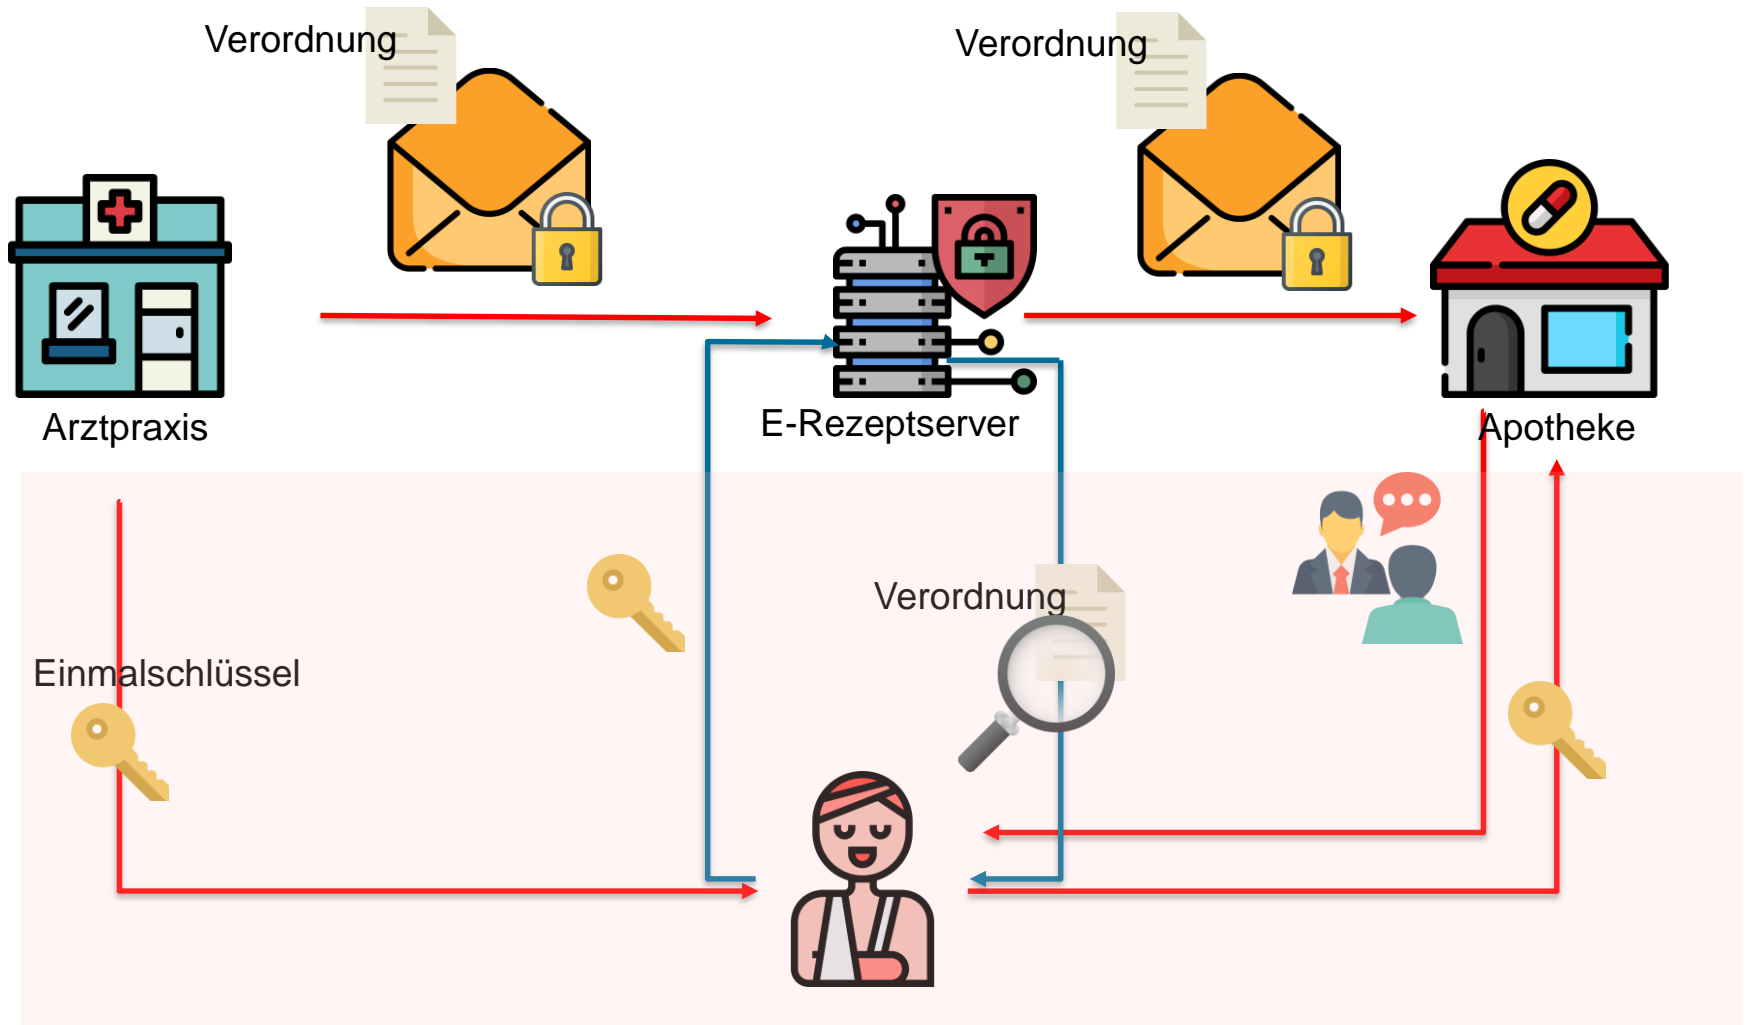 Verordnung
Verordnung
Arztpraxis
E-Rezeptserver
Apotheke
Verordnung
Einmalschlüssel